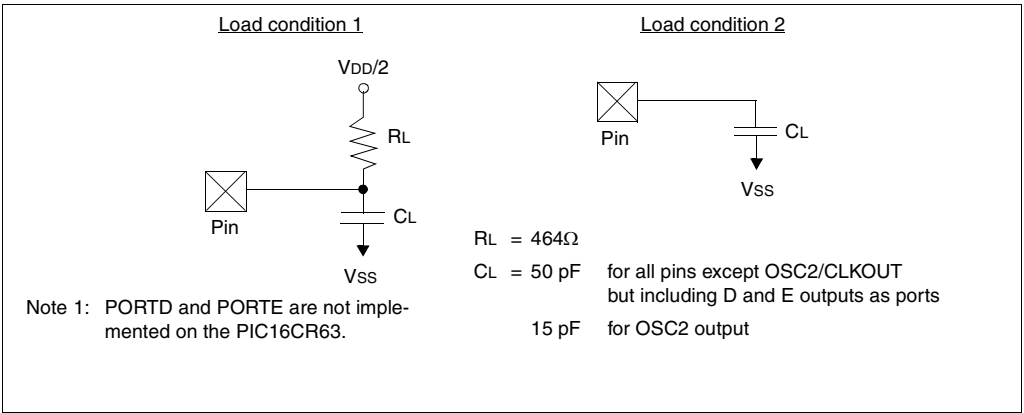 Load condition 1
VDD/2
RL
Pin
CL
VSS
Note 1: PORTD and PORTE are not imple-
mented on the PIC16CR63.
Load condition 2
Pin
CL
VSS
RL = 464Ω
CL = 50 pF for all pins except OSC2/CLKOUT
but including D and E outputs as ports
15 pF for OSC2 output